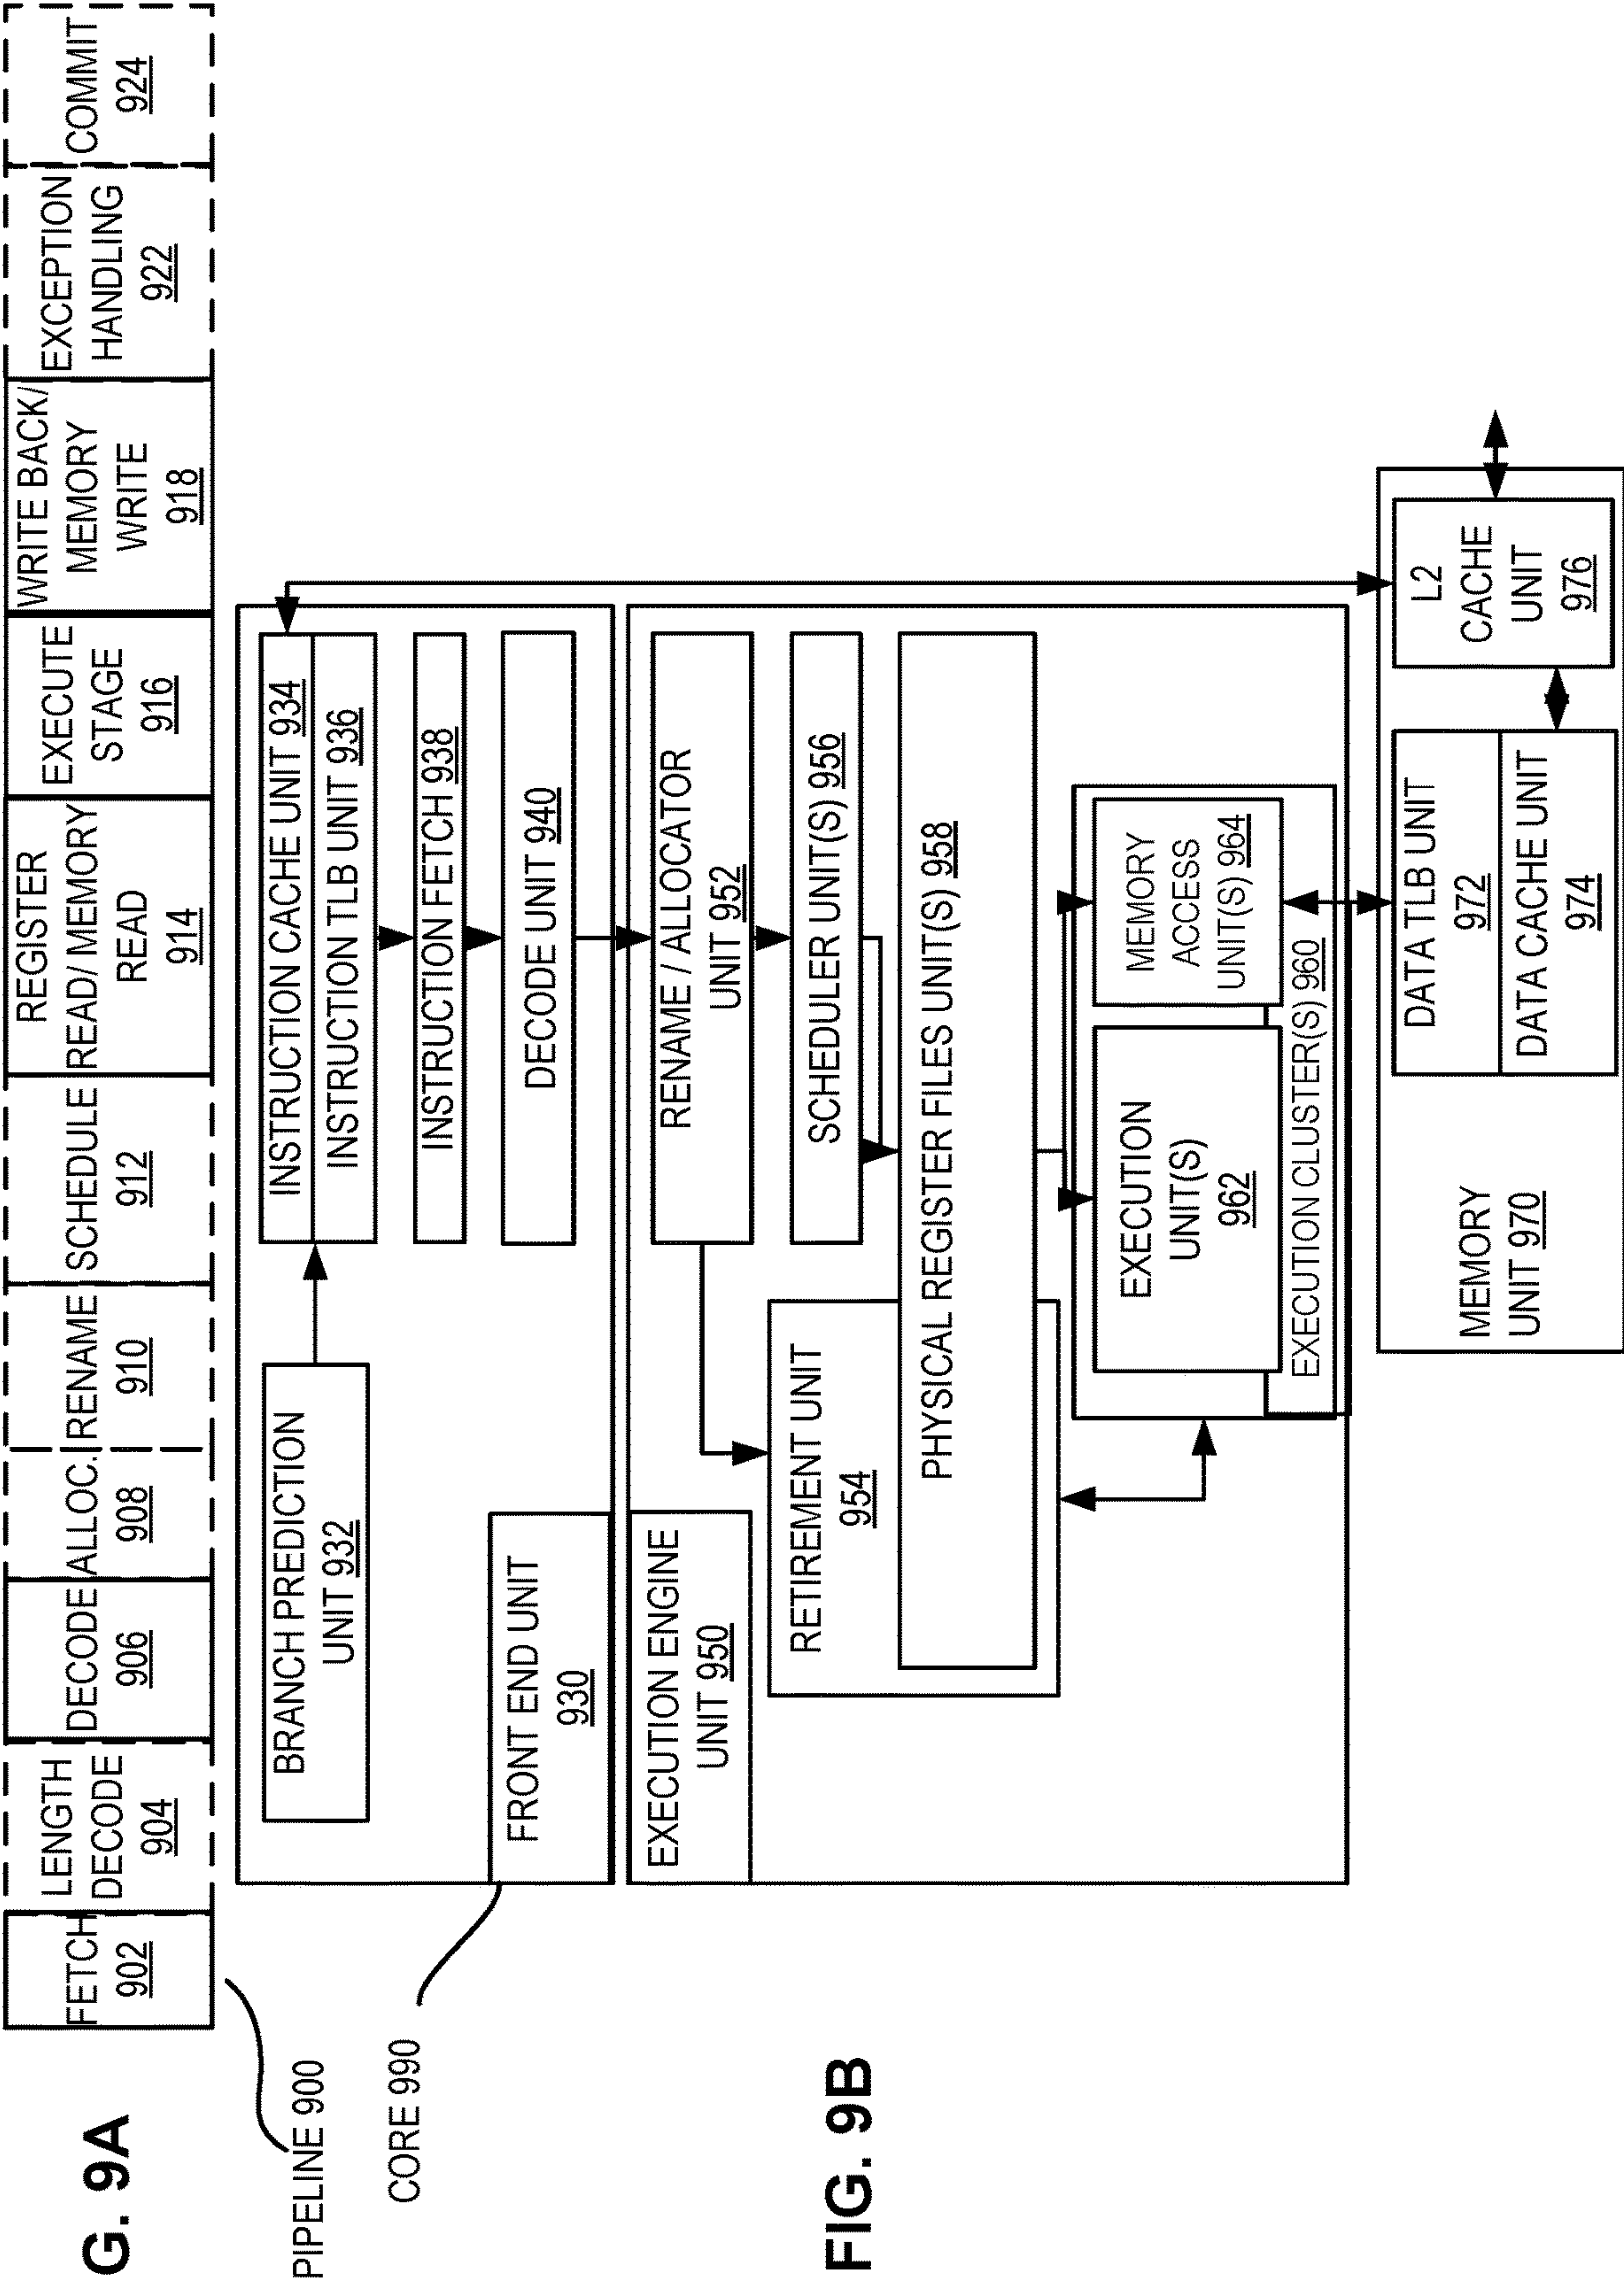 G. 9A
FETCH
902
LENGTH
DECODE
904
DECODE
906
ALLOC.
908
RENAME
910
SCHEDULE
912
REGISTER
READ/ MEMORY
READ
914
EXECUTE
STAGE
916
WRITE BACK/
MEMORY
WRITE
918
EXCEPTION
HANDLING
922
COMMIT
924
PIPELINE 900
CORE 990
BRANCH PREDICTION
UNIT 932
INSTRUCTION CACHE UNIT 934
INSTRUCTION TLB UNIT 936
INSTRUCTION FETCH 938
DECODE UNIT 940
FRONT END UNIT
930
EXECUTION ENGINE
UNIT 950
RENAME / ALLOCATOR
UNIT 952
SCHEDULER UNIT(S) 956
RETIREMENT UNIT
954
PHYSICAL REGISTER FILES UNIT(S) 958
EXECUTION
UNIT(S)
962
MEMORY
ACCESS
UNIT(S) 964
EXECUTION CLUSTER(S) 960
MEMORY
UNIT 970
DATA TLB UNIT
972
DATA CACHE UNIT
974
L2
CACHE
UNIT
976
FIG. 9B